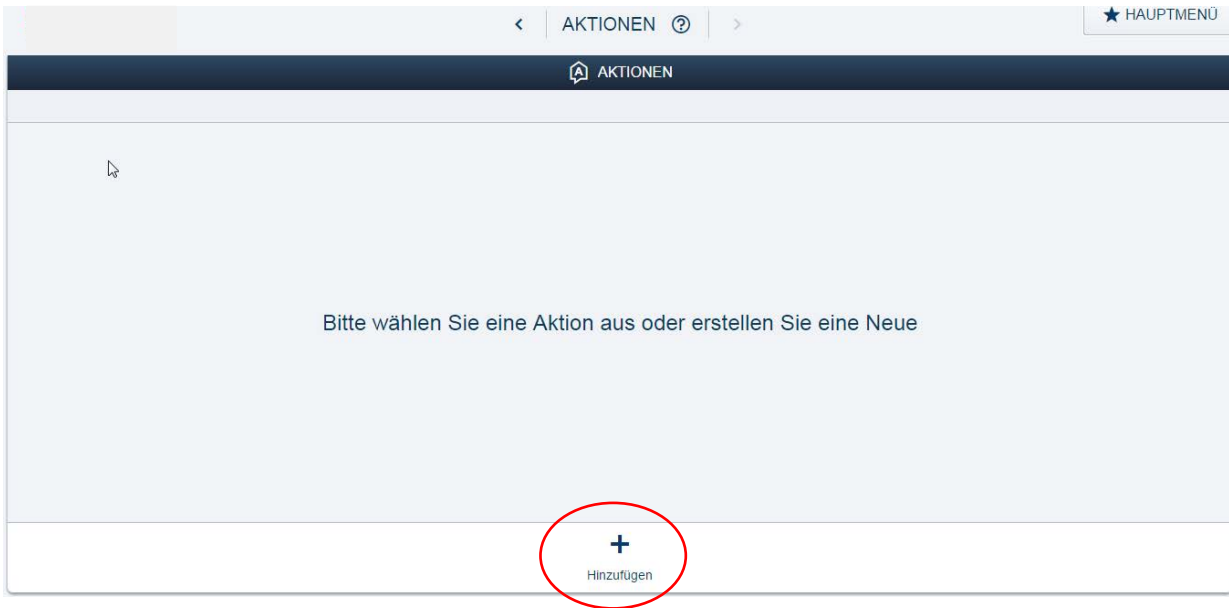 AKTIONEN
HAUPTMENÜ
AKTIONEN
Bitte wählen Sie eine Aktion aus oder erstellen Sie eine Neue
Hinzufügen